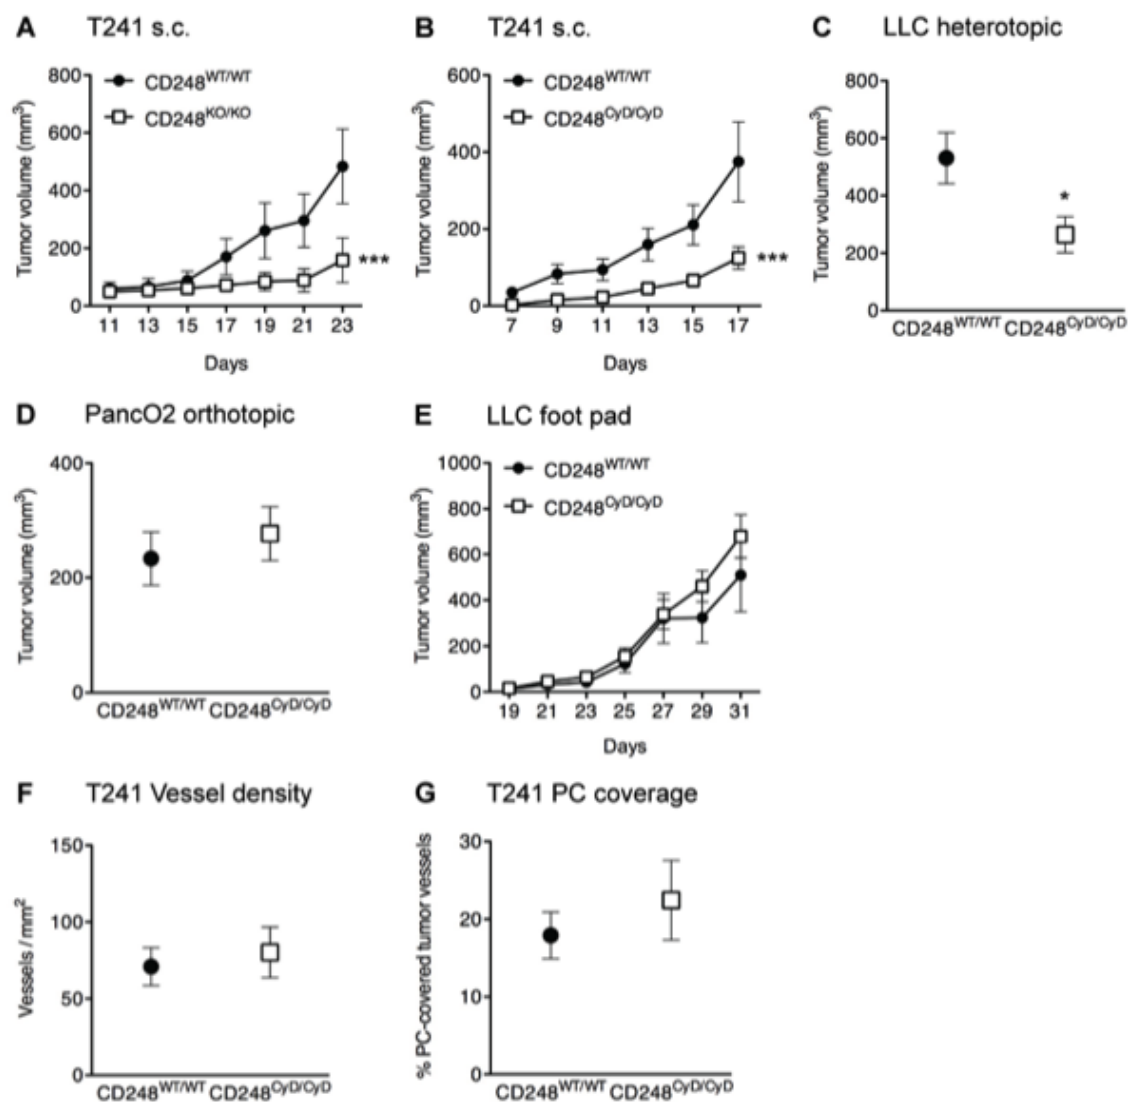 A T241 s.c.
800
600
400
200
0
Tumor volume (mm³)
CD248WT/WT
CD248KO/KO
***
11 13 15 17 19 21 23
Days
B T241 s.c.
600
400
200
0
Tumor volume (mm³)
CD248WT/WT
CD248CyD/CyD
***
7 9 11 13 15 17
Days
C LLC heterotopic
800
600
400
200
0
Tumor volume (mm³)
*
CD248WT/WT CD248CyD/CyD
D PancO2 orthotopic
400
200
0
Tumor volume (mm³)
CD248WT/WT CD248CyD/CyD
E LLC foot pad
1000
800
600
400
200
0
Tumor volume (mm³)
CD248WT/WT
CD248CyD/CyD
19 21 23 25 27 29 31
Days
F T241 Vessel density
150
100
50
0
Vessels / mm²
CD248WT/WT CD248CyD/CyD
G T241 PC coverage
30
20
10
0
% PC-covered tumor vessels
CD248WT/WT CD248CyD/CyD